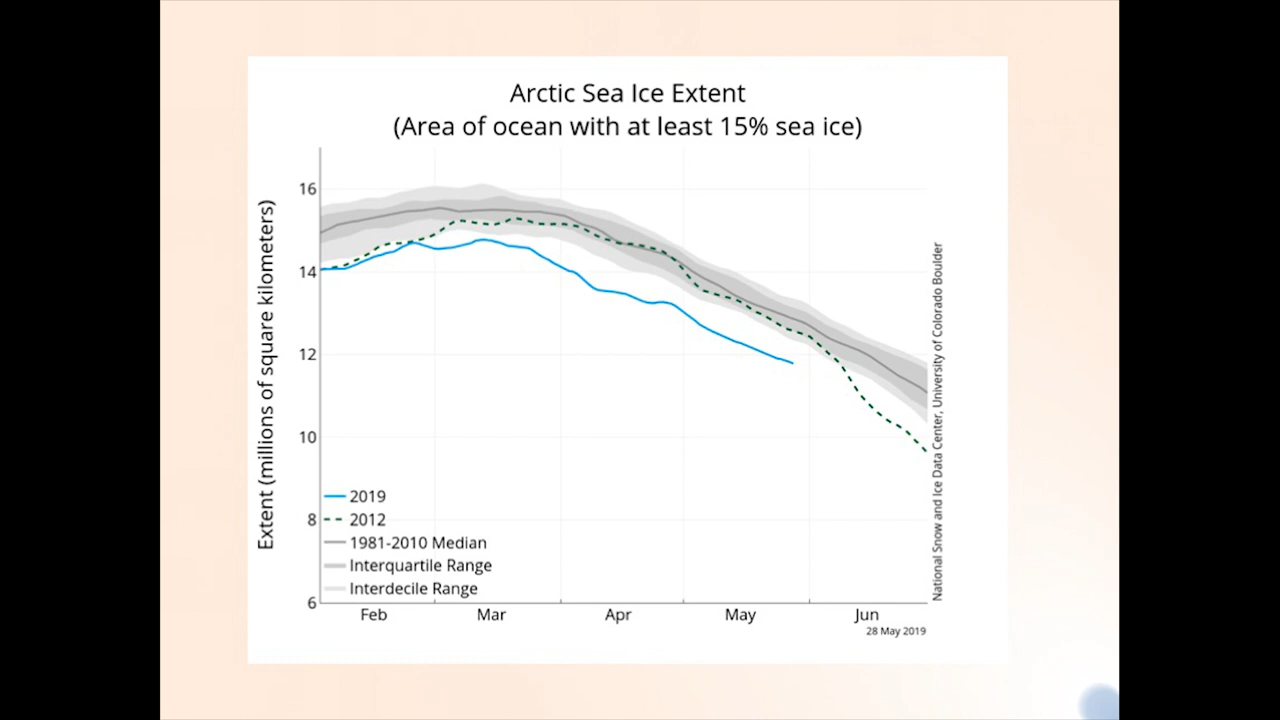 Arctic Sea Ice Extent
(Area of ocean with at least 15% sea ice)
Extent (millions of square kilometers)
16
14
12
10
8
6
2019
2012
1981-2010 Median
Interquartile Range
Interdecile Range
Feb
Mar
Apr
May
Jun
28 May 2019
National Snow and Ice Data Center, University of Colorado Boulder